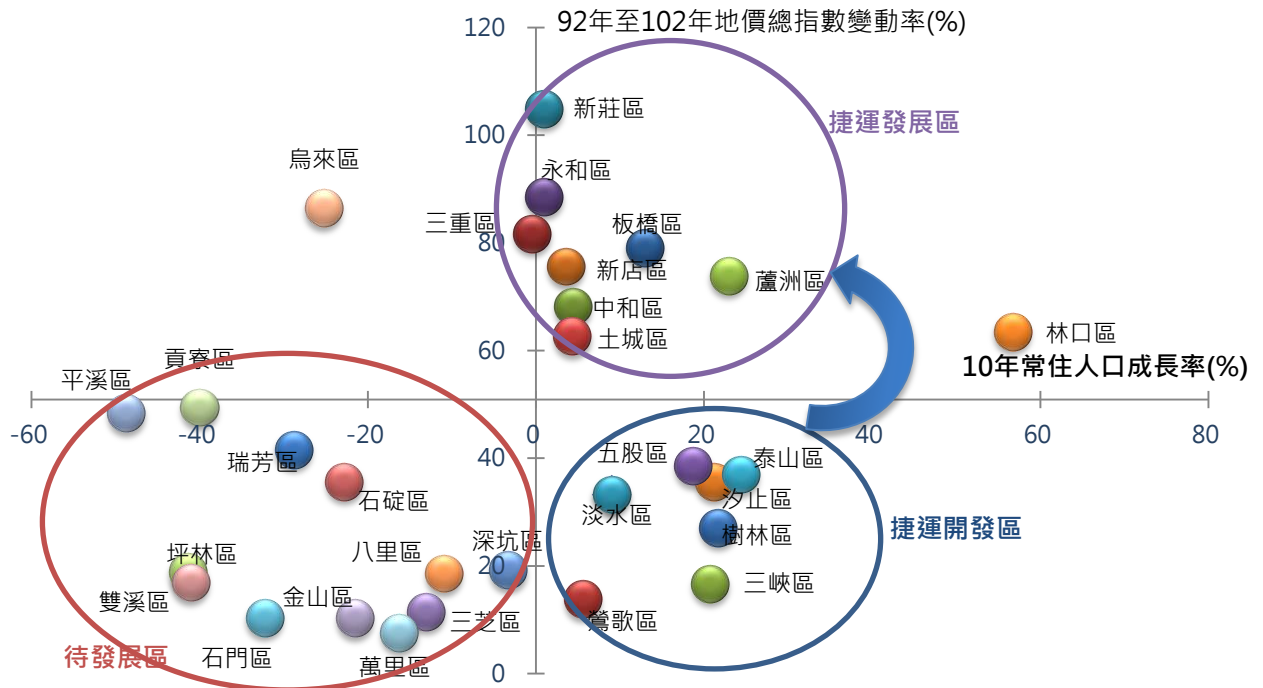 92年至102年地價總指數變動率(%)
120
新莊區
捷運發展區
100
烏來區
永和區
三重區
板橋區
80
新店區
蘆洲區
中和區
土城區
林口區
60
貢寮區
10年常住人口成長率(%)
平溪區
-60
-40
-20
0
20
40
60
80
瑞芳區
40
五股區
泰山區
石碇區
汐止區
淡水區
樹林區
捷運開發區
坪林區
八里區
深坑區
20
三峽區
雙溪區
金山區
三芝區
鶯歌區
待發展區
石門區
萬里區
0